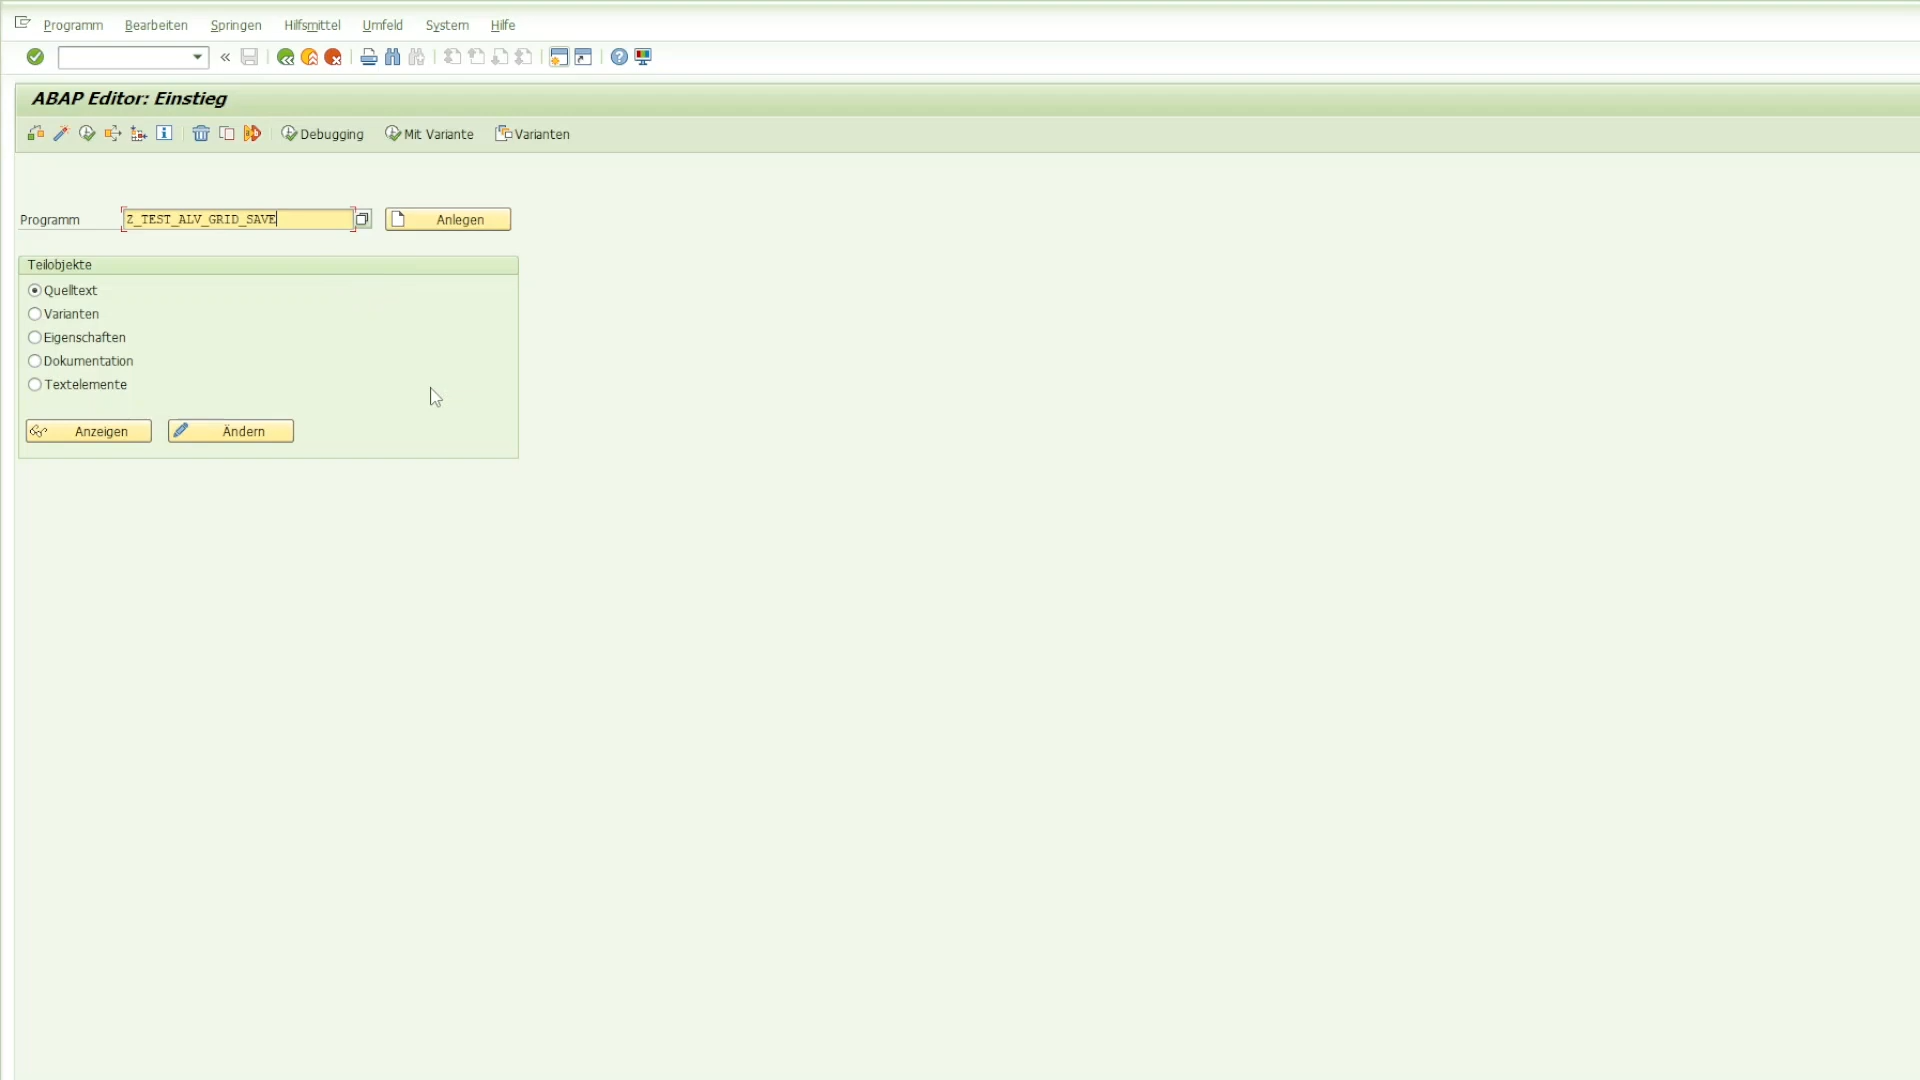 Programm Bearbeiten Springen Hilfsmittel Umfeld System Hilfe
ABAP Editor: Einstieg
Debugging Mit Variante Varianten
Programm Z_TEST_ALV_GRID_SAVE Anlegen
Teilobjekte
Quelltext
Varianten
Eigenschaften
Dokumentation
Textelemente
Anzeigen Ändern